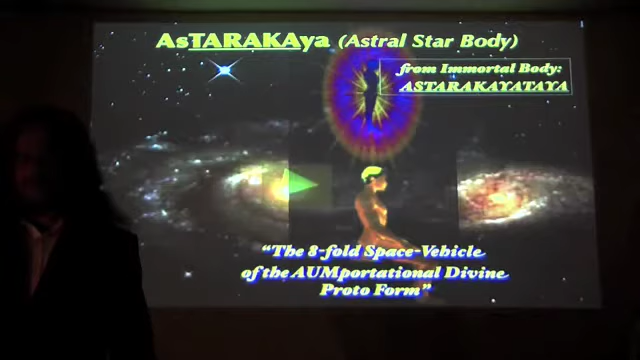 AsTARAKAya (Astral Star Body)
from Immortal Body:
ASTARAKAYATAYA
"The 8-fold Space-Vehicle
of the AUMportational Divine
Proto Form"